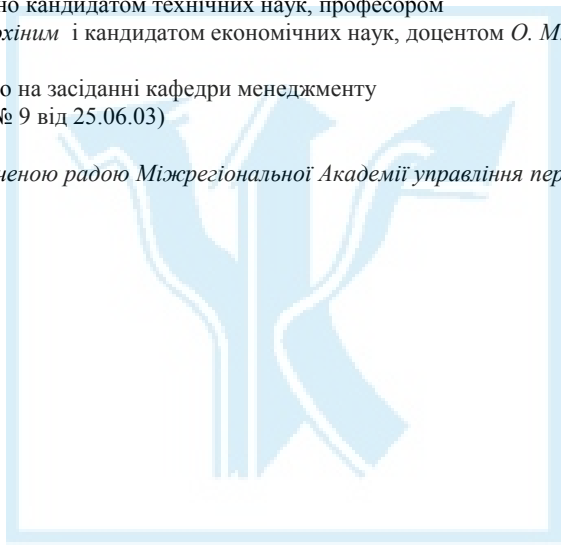 но кандидатом технічних наук, професором
охіним і кандидатом економічних наук, доцентом О. М.
о на засіданні кафедри менеджменту
№ 9 від 25.06.03)
ченою радою Міжрегіональної Академії управління пер